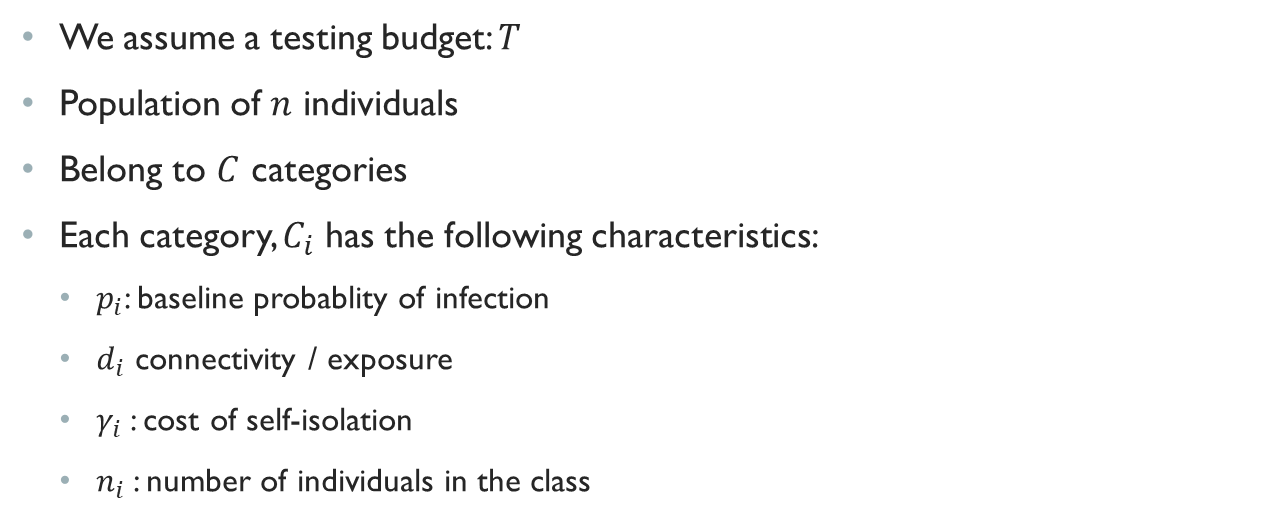 • We assume a testing budget: T
• Population of n individuals
• Belong to C categories
• Each category, Cᵢ has the following characteristics:
• pᵢ: baseline probablity of infection
• dᵢ connectivity / exposure
• γᵢ : cost of self-isolation
• nᵢ : number of individuals in the class